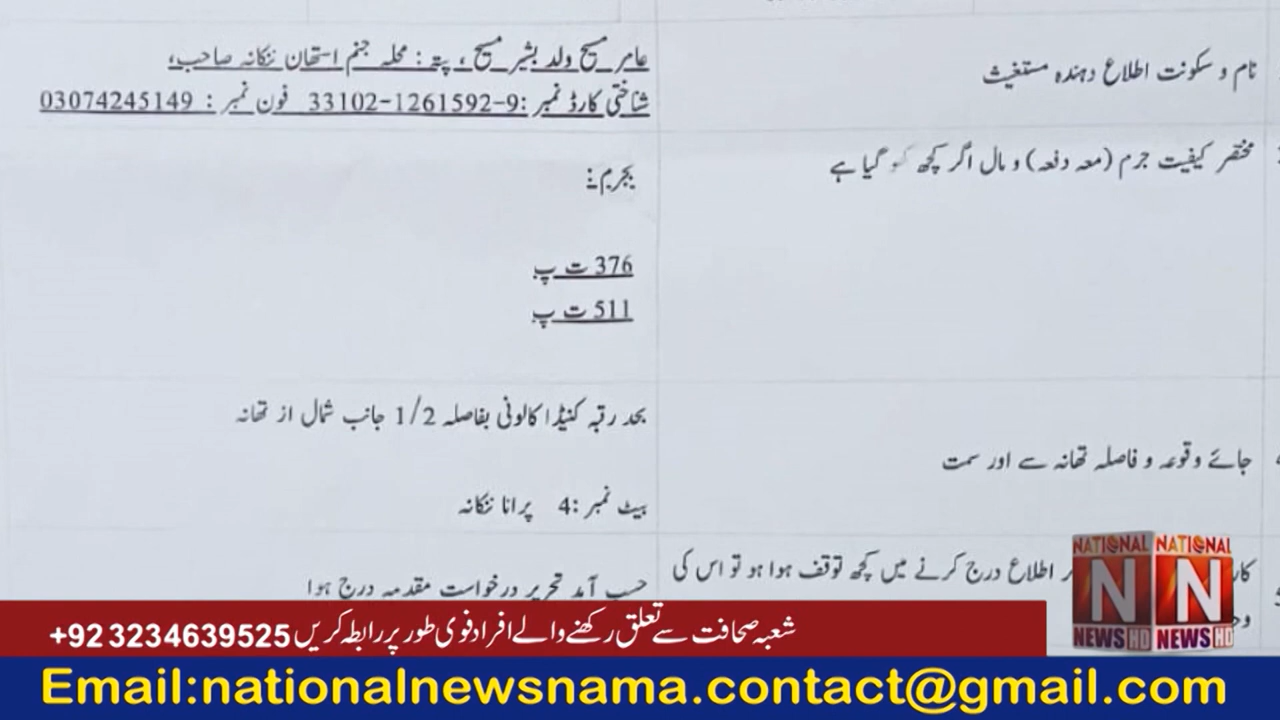 نام و سکونت اطلاع دهنده مستغیث
عامر مسیح ولد بشیر مسیح ، پتہ : محلہ جنم استھان ننکانہ صاحب،
شناختی کارڈ نمبر :9-1261592-33102 فون نمبر : 03074245149
مختصر کیفیت جرم (معہ دفعہ) و مال اگر کچھ کھو گیا ہے
بجرم :
376 ت پ
511 ت پ
جائے وقوعہ و فاصلہ تھانہ سے اور سمت
بحد رقبہ کنیڈا کالونی بفاصلہ 1/2 جانب شمال از تھانہ
بیٹ نمبر :4 پرانا ننکانہ
اطلاع درج کرنے میں کچھ توقف ہوا ہو تو اس کی
حسب آمد تحریر درخواست مقدمہ درج ہوا
NATIONAL NATIONAL
N N
NEWS HD NEWS HD
شعبہ صحافت سے تعلق رکھنے والے افراد فوی طور پر رابطہ کریں 3234639525 92+
Email:nationalnewsnama.contact@gmail.com